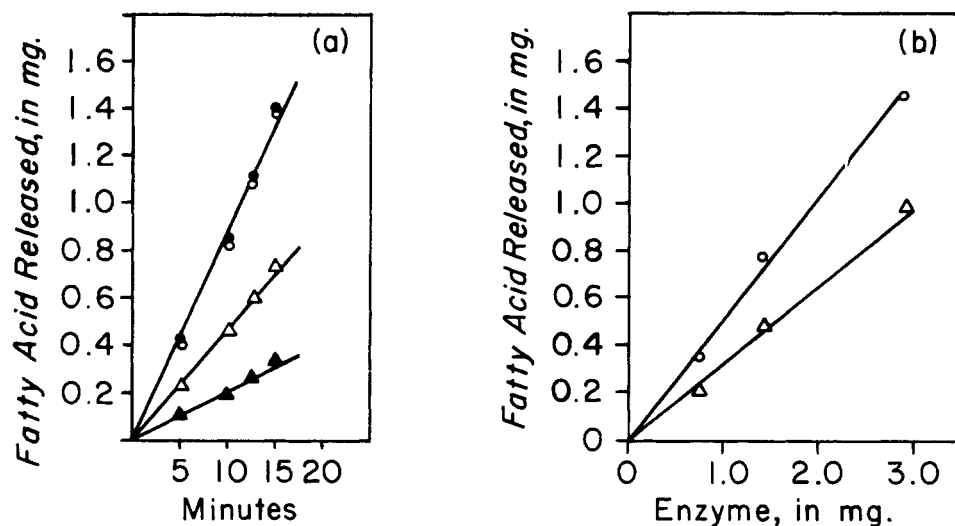 (a)
Fatty Acid Released, in mg.
1.6
1.4
1.2
1.0
0.8
0.6
0.4
0.2
5 10 15 20
Minutes
(b)
Fatty Acid Released, in mg.
1.6
1.4
1.2
1.0
0.8
0.6
0.4
0.2
0
0 1.0 2.0 3.0
Enzyme, in mg.